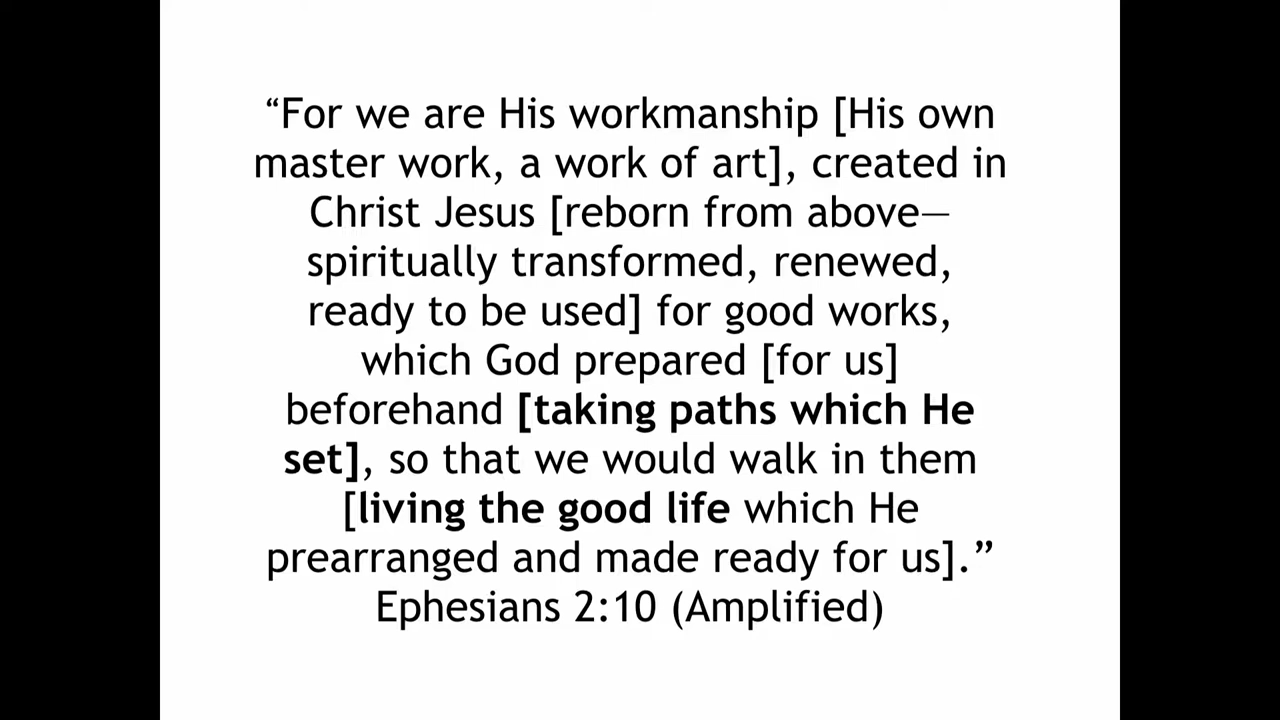 “For we are His workmanship [His own
master work, a work of art], created in
Christ Jesus [reborn from above—
spiritually transformed, renewed,
ready to be used] for good works,
which God prepared [for us]
beforehand [taking paths which He
set], so that we would walk in them
[living the good life which He
prearranged and made ready for us].”
Ephesians 2:10 (Amplified)